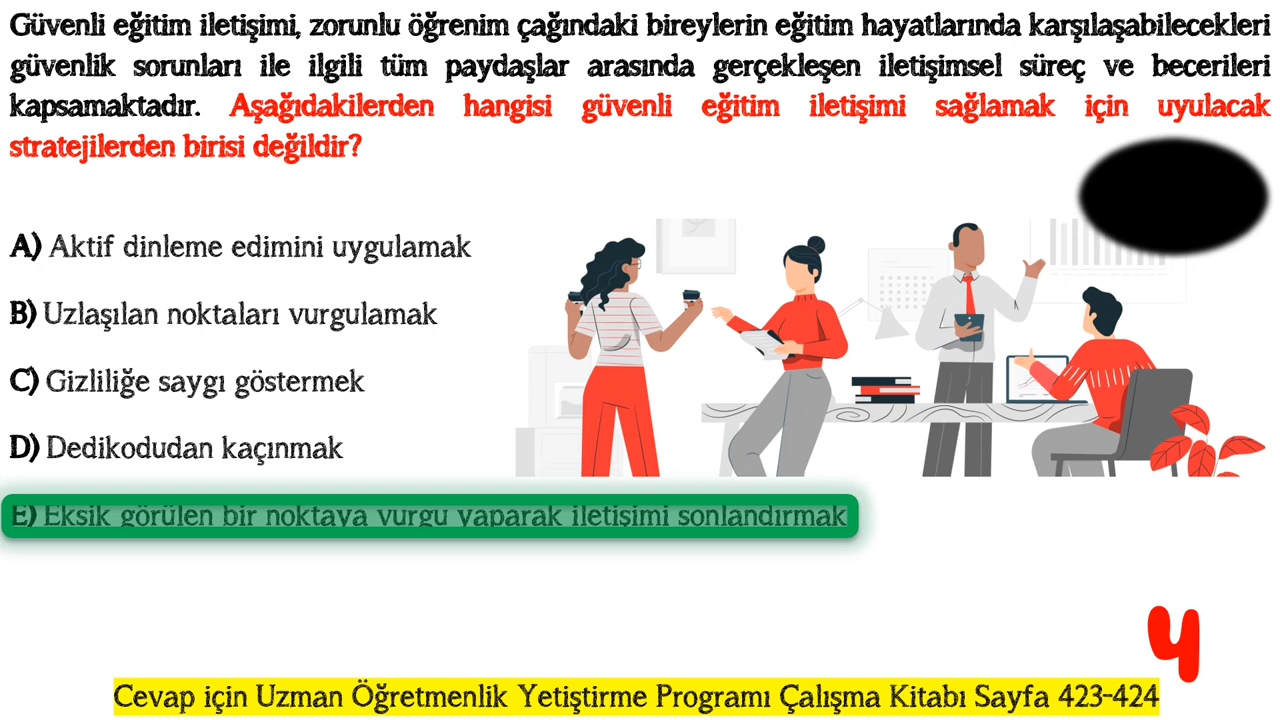 Güvenli eğitim iletişimi, zorunlu öğrenim çağındaki bireylerin eğitim hayatlarında karşılaşabilecekleri
güvenlik sorunları ile ilgili tüm paydaşlar arasında gerçekleşen iletişimsel süreç ve becerileri
kapsamaktadır. Aşağıdakilerden hangisi güvenli eğitim iletişimi sağlamak için uyulacak
stratejilerden birisi değildir?
A) Aktif dinleme edimini uygulamak
B) Uzlaşılan noktaları vurgulamak
C) Gizliliğe saygı göstermek
D) Dedikodudan kaçınmak
E) Eksik görülen bir noktaya vurgu yaparak iletişimi sonlandırmak
4
Cevap için Uzman Öğretmenlik Yetiştirme Programı Çalışma Kitabı Sayfa 423-424